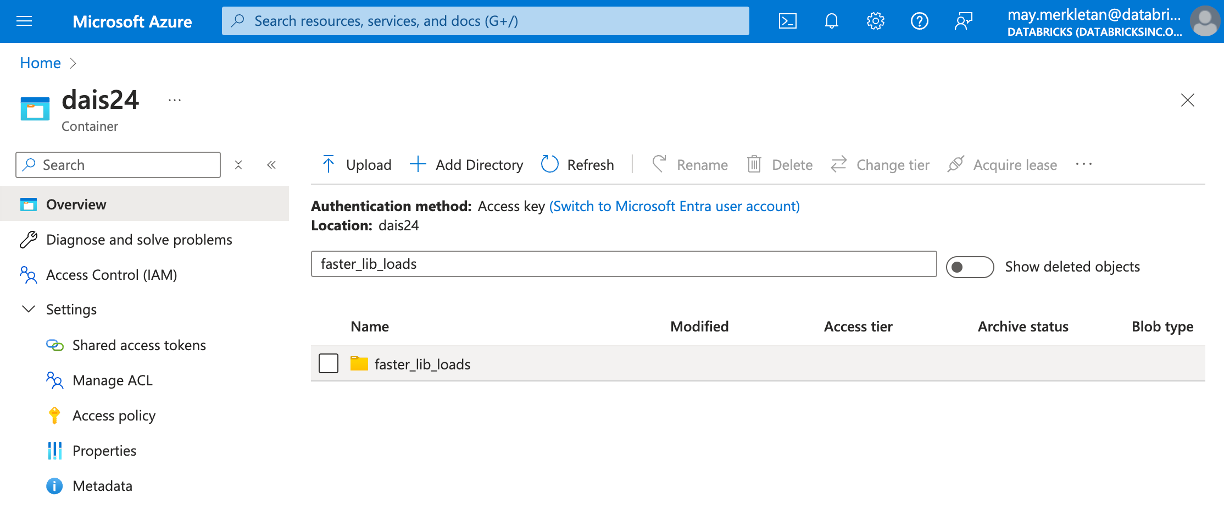 Microsoft Azure
Search resources, services, and docs (G+/)
may.merkletan@databri...
DATABRICKS (DATABRICKSINC.O...
Home
dais24
...
Container
Search
Upload
Add Directory
Refresh
Rename
Delete
Change tier
Acquire lease
...
Overview
Diagnose and solve problems
Access Control (IAM)
Settings
Shared access tokens
Manage ACL
Access policy
Properties
Metadata
Authentication method: Access key (Switch to Microsoft Entra user account)
Location: dais24
faster_lib_loads
Show deleted objects
Name Modified Access tier Archive status Blob type
faster_lib_loads